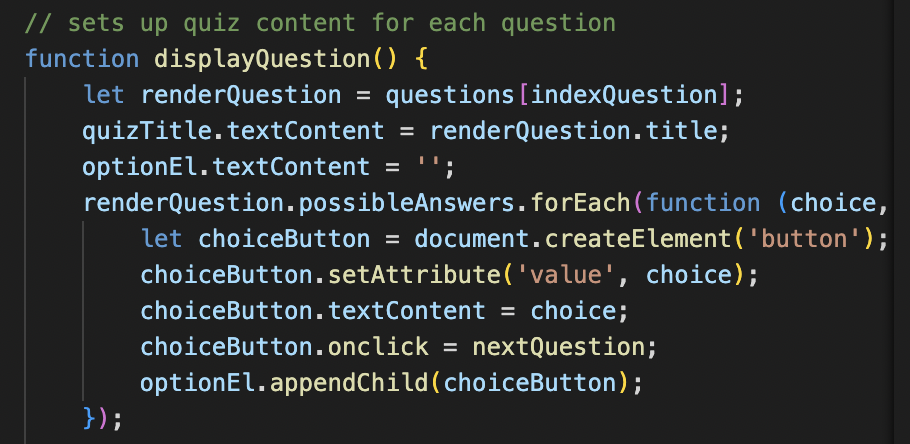 // sets up quiz content for each question
function displayQuestion() {
    let renderQuestion = questions[indexQuestion];
    quizTitle.textContent = renderQuestion.title;
    optionEl.textContent = '';
    renderQuestion.possibleAnswers.forEach(function (choice,
        let choiceButton = document.createElement('button');
        choiceButton.setAttribute('value', choice);
        choiceButton.textContent = choice;
        choiceButton.onclick = nextQuestion;
        optionEl.appendChild(choiceButton);
    });